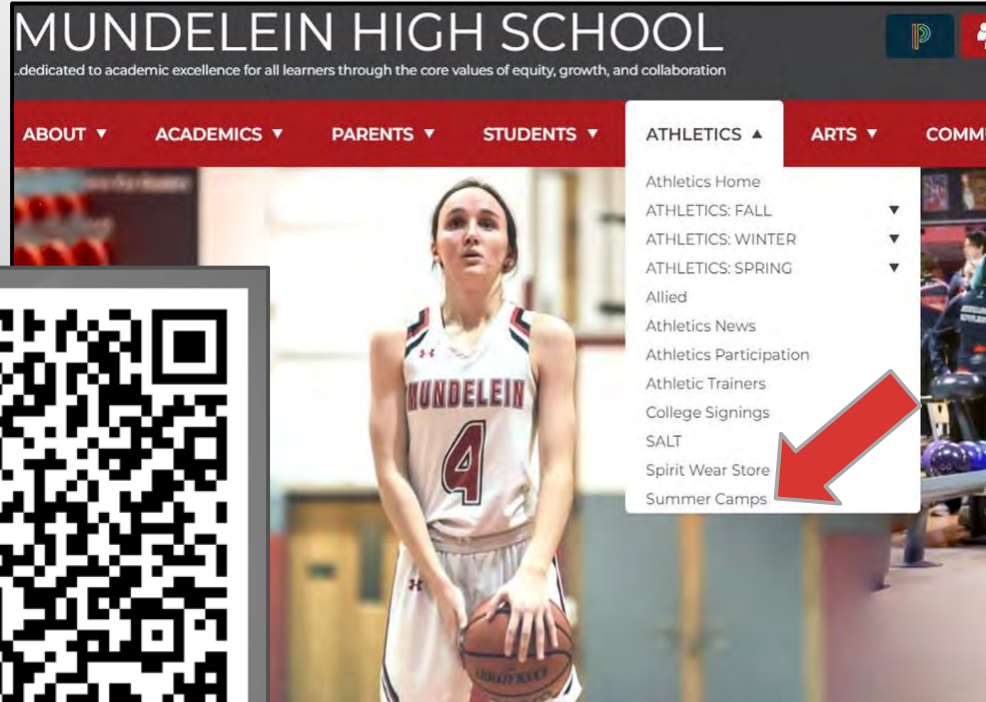 MUNDELEIN HIGH SCHOOL
...dedicated to academic excellence for all learners through the core values of equity, growth, and collaboration
ABOUT ▼ ACADEMICS ▼ PARENTS ▼ STUDENTS ▼ ATHLETICS ▲ ARTS ▼ COMMU
Athletics Home
ATHLETICS: FALL ▼
ATHLETICS: WINTER ▼
ATHLETICS: SPRING ▼
Allied
Athletics News
Athletics Participation
Athletic Trainers
College Signings
SALT
Spirit Wear Store
Summer Camps
MUNDELEIN
4